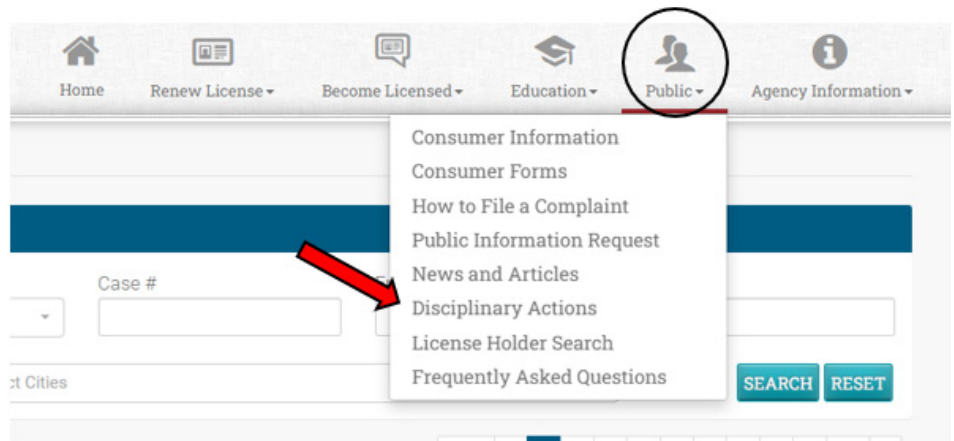 Home Renew License Become Licensed Education Public Agency Information
Consumer Information
Consumer Forms
How to File a Complaint
Public Information Request
News and Articles
Case #
Disciplinary Actions
License Holder Search
Cities
Frequently Asked Questions
SEARCH RESET